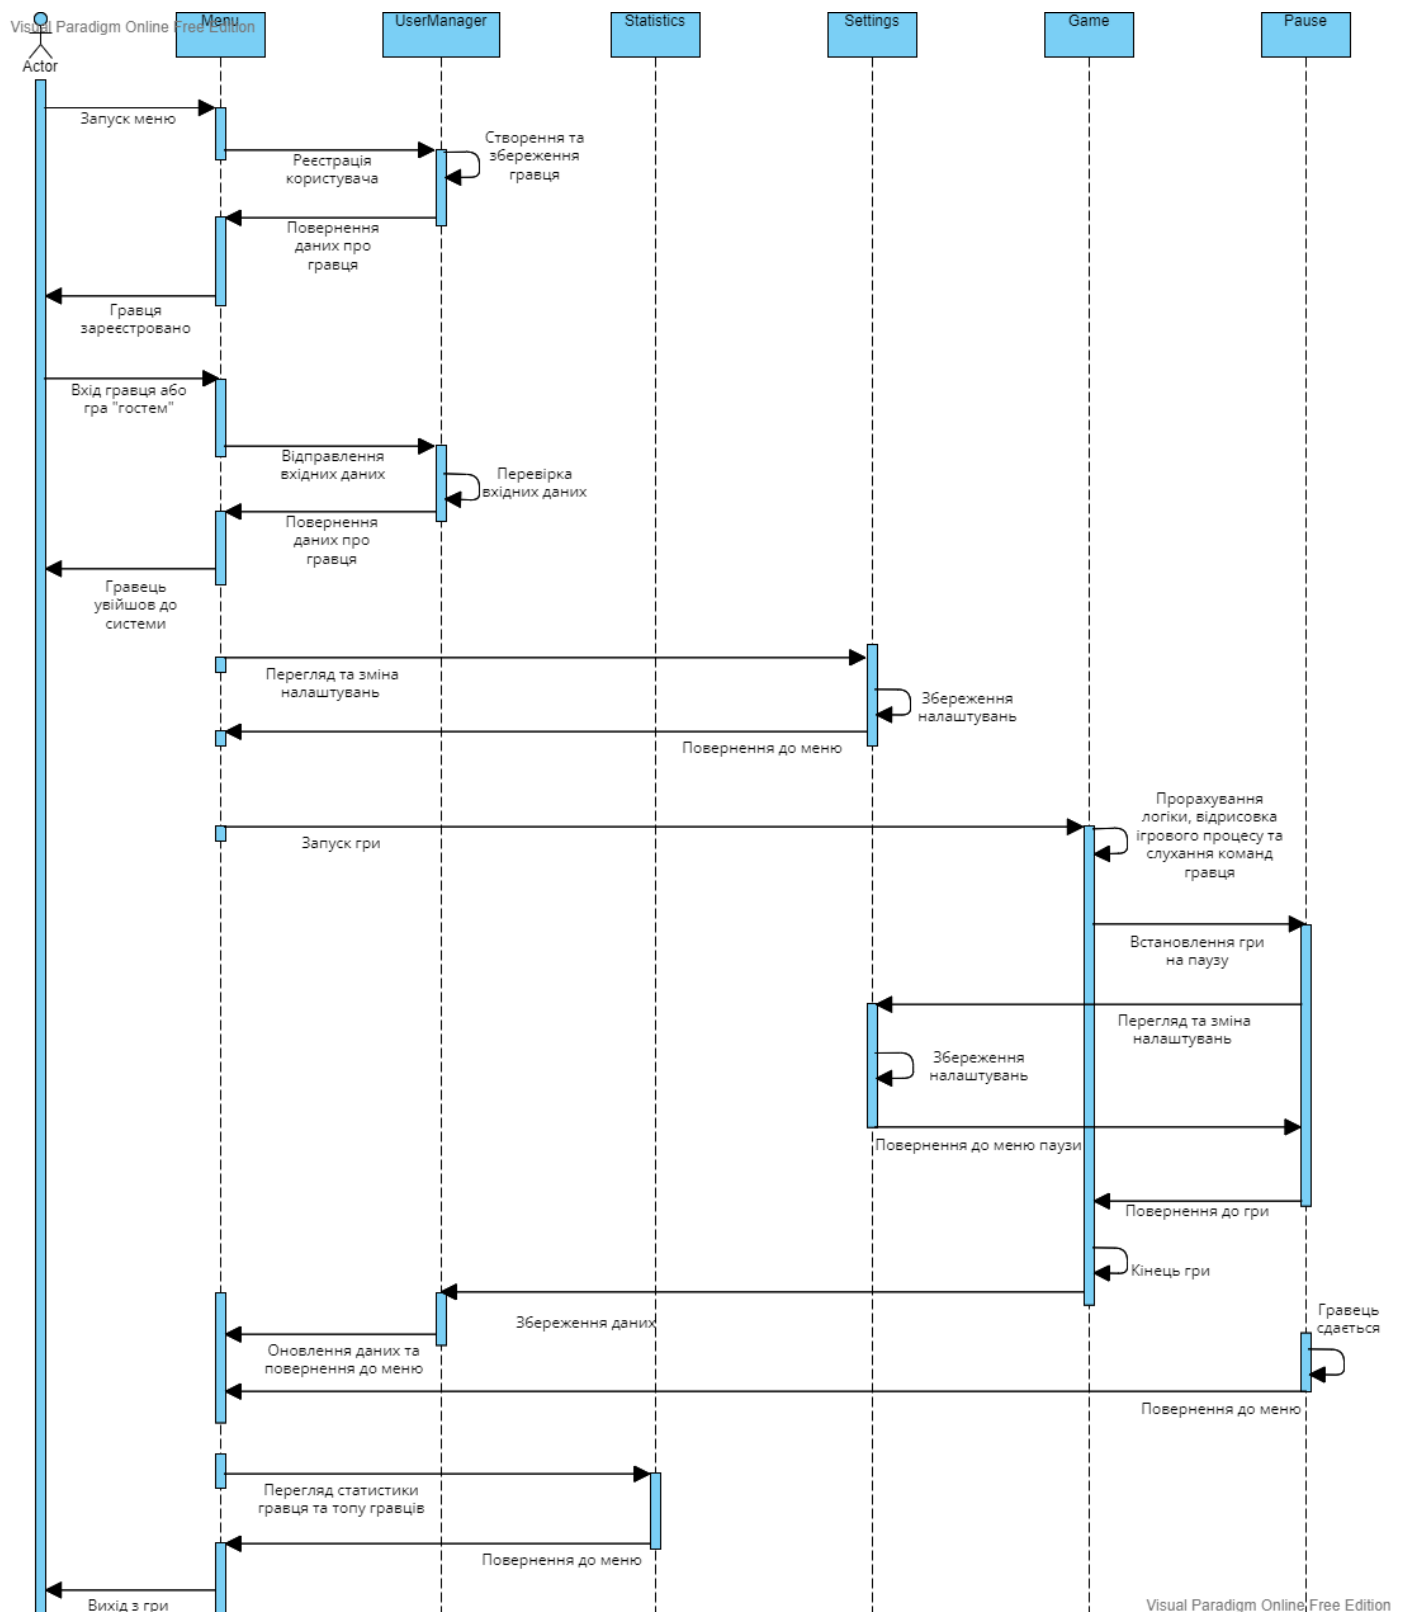 Visual Paradigm Online Free Edition
Menu
UserManager
Statistics
Settings
Game
Pause
Actor
Запуск меню
Створення та
збереження
гравця
Реєстрація
користувача
Повернення
даних про
гравця
Гравця
зареєстровано
Вхід гравця або
гра "гостем"
Відправлення
вхідних даних
Перевірка
вхідних даних
Повернення
даних про
гравця
Гравець
увійшов до
системи
Перегляд та зміна
налаштувань
Збереження
налаштувань
Повернення до меню
Прорахування
логіки, відрисовка
ігрового процесу та
слухання команд
гравця
Запуск гри
Встановлення гри
на паузу
Перегляд та зміна
налаштувань
Збереження
налаштувань
Повернення до меню паузи
Повернення до гри
Кінець гри
Збереження даних
Гравець
сдається
Оновлення даних та
повернення до меню
Повернення до меню
Перегляд статистики
гравця та топу гравців
Повернення до меню
Вихід з гри
Visual Paradigm Online Free Edition